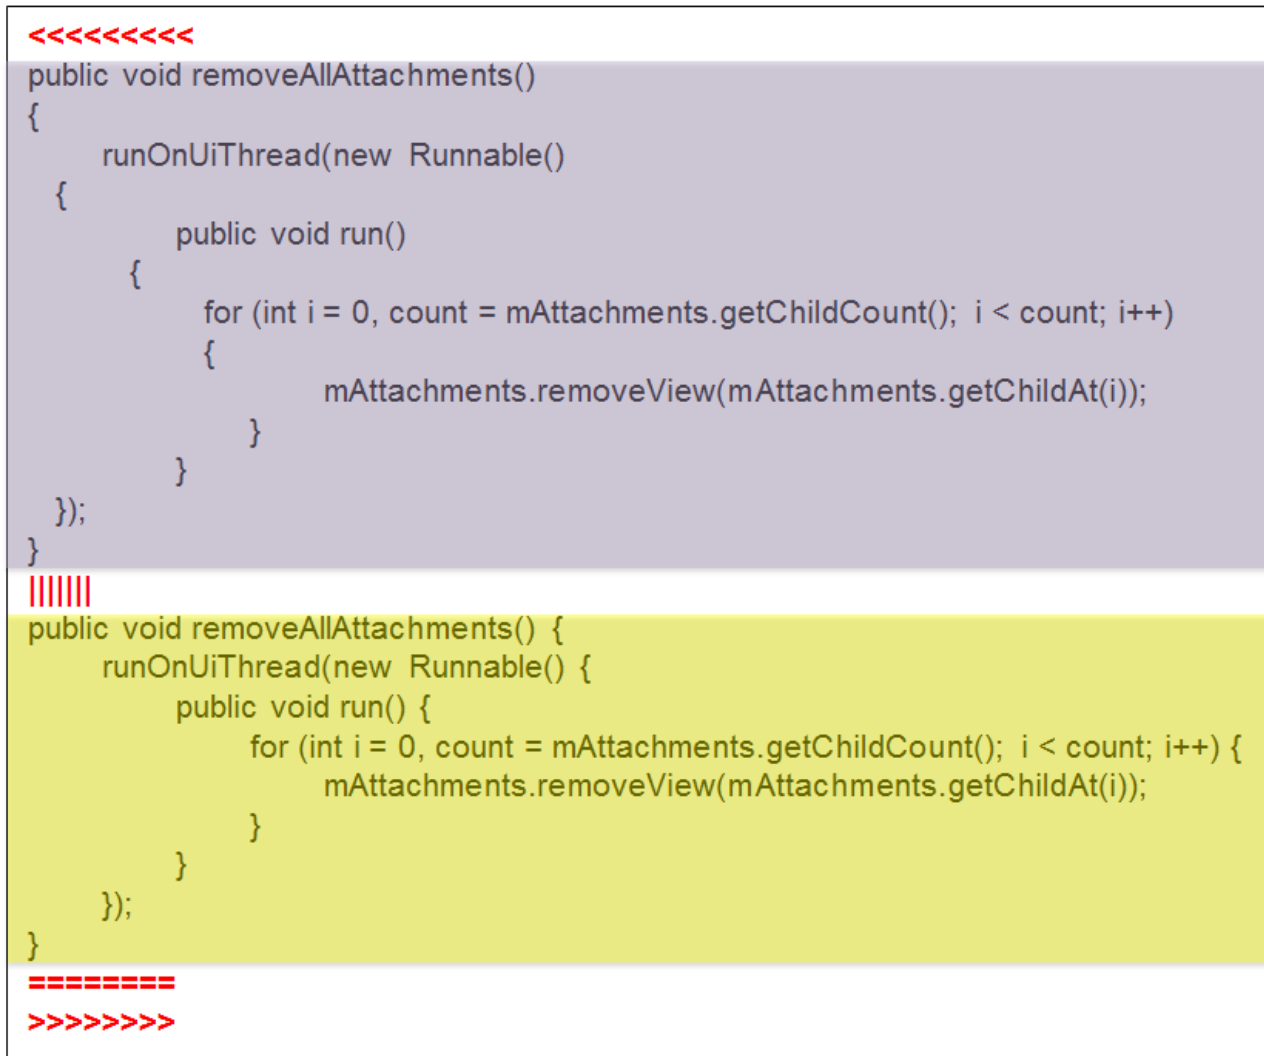 <<<<<<<<<
public void removeAllAttachments()
{
runOnUiThread(new Runnable()
{
public void run()
{
for (int i = 0, count = mAttachments.getChildCount(); i < count; i++)
{
mAttachments.removeView(mAttachments.getChildAt(i));
}
}
});
}
|||||||
public void removeAllAttachments() {
runOnUiThread(new Runnable() {
public void run() {
for (int i = 0, count = mAttachments.getChildCount(); i < count; i++) {
mAttachments.removeView(mAttachments.getChildAt(i));
}
}
});
}
========
>>>>>>>>